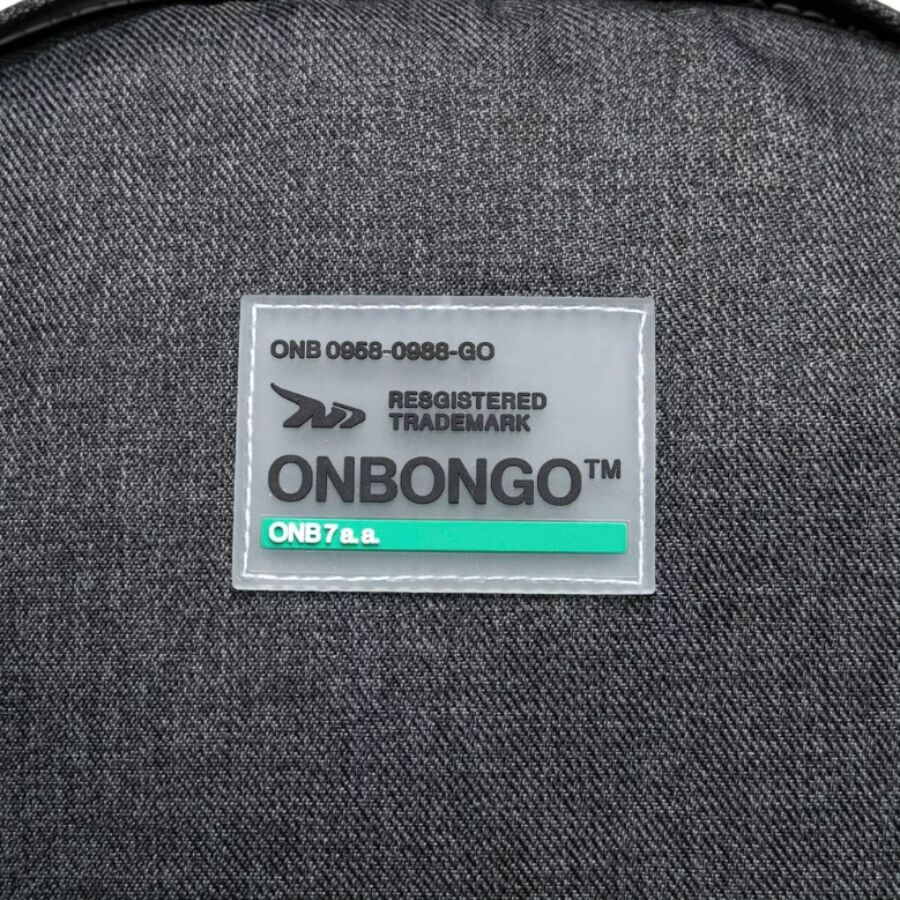 ONB 0958-0988-GO
RESGISTERED
TRADEMARK
ONBONGO™
ONB7 a.a.